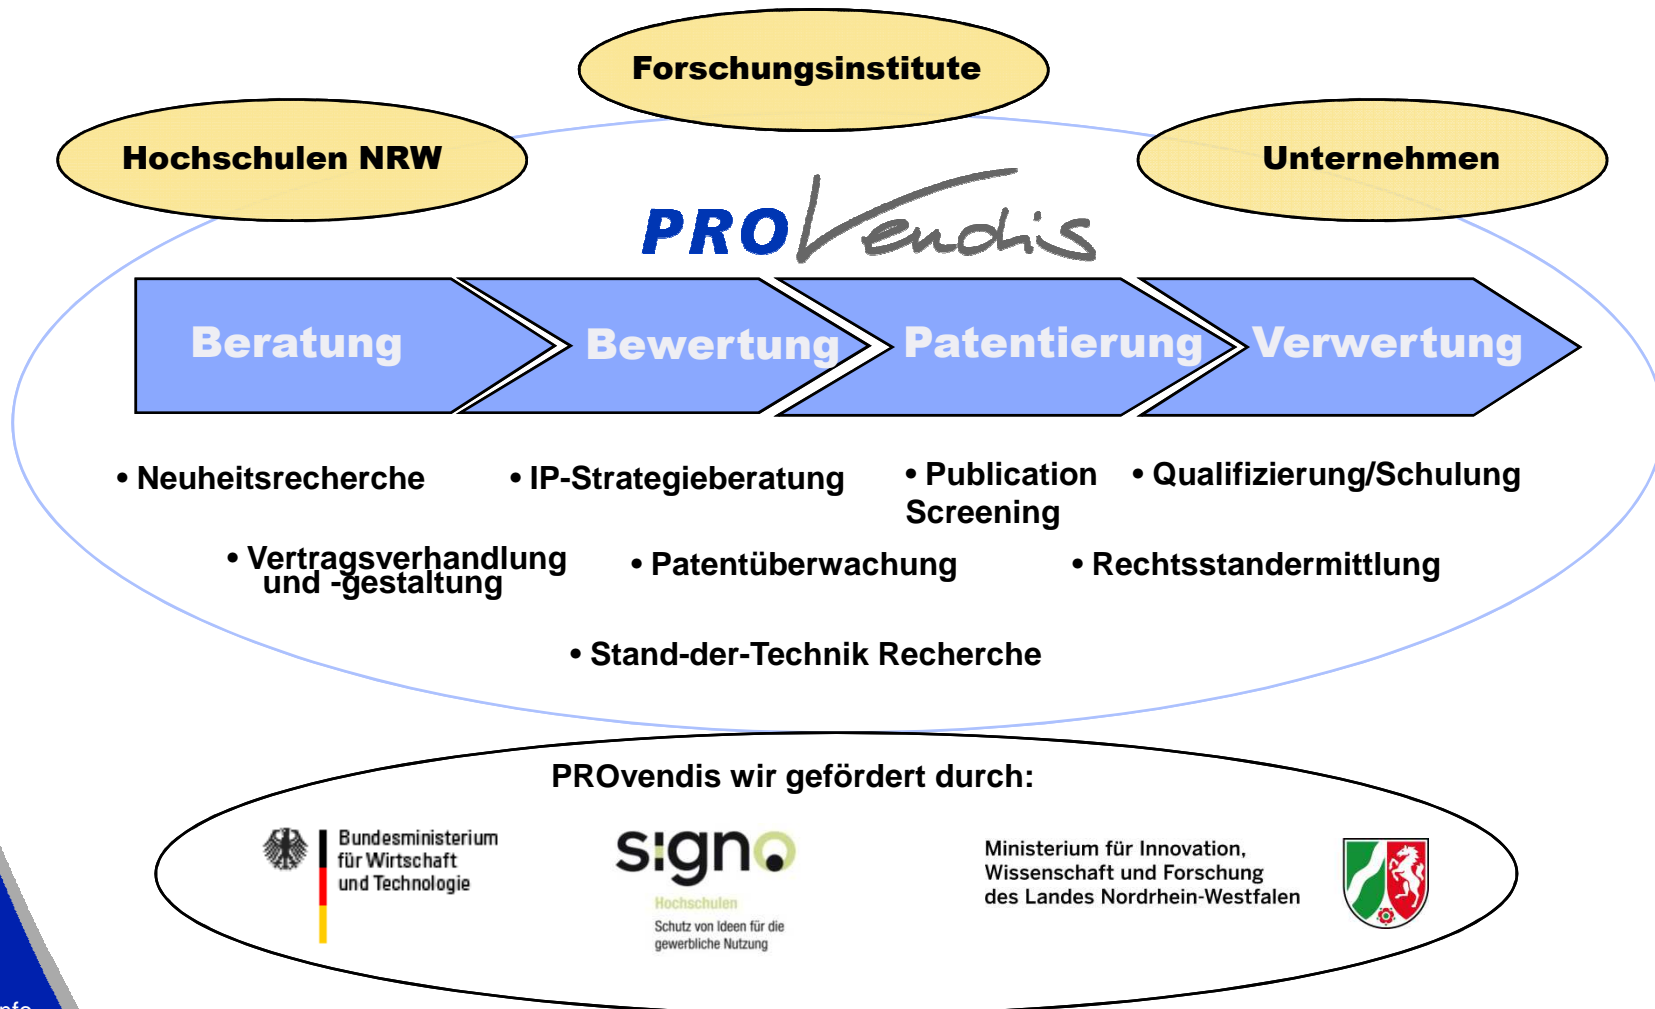 Forschungsinstitute
Hochschulen NRW
Unternehmen
PROVendis
Beratung
Bewertung
Patentierung
Verwertung
• Neuheitsrecherche
• IP-Strategieberatung
• Publication
Screening
• Qualifizierung/Schulung
• Vertragsverhandlung
und -gestaltung
• Patentüberwachung
• Rechtsstandermittlung
• Stand-der-Technik Recherche
PROvendis wir gefördert durch:
Bundesministerium
für Wirtschaft
und Technologie
signo
Hochschulen
Schutz von Ideen für die
gewerbliche Nutzung
Ministerium für Innovation,
Wissenschaft und Forschung
des Landes Nordrhein-Westfalen